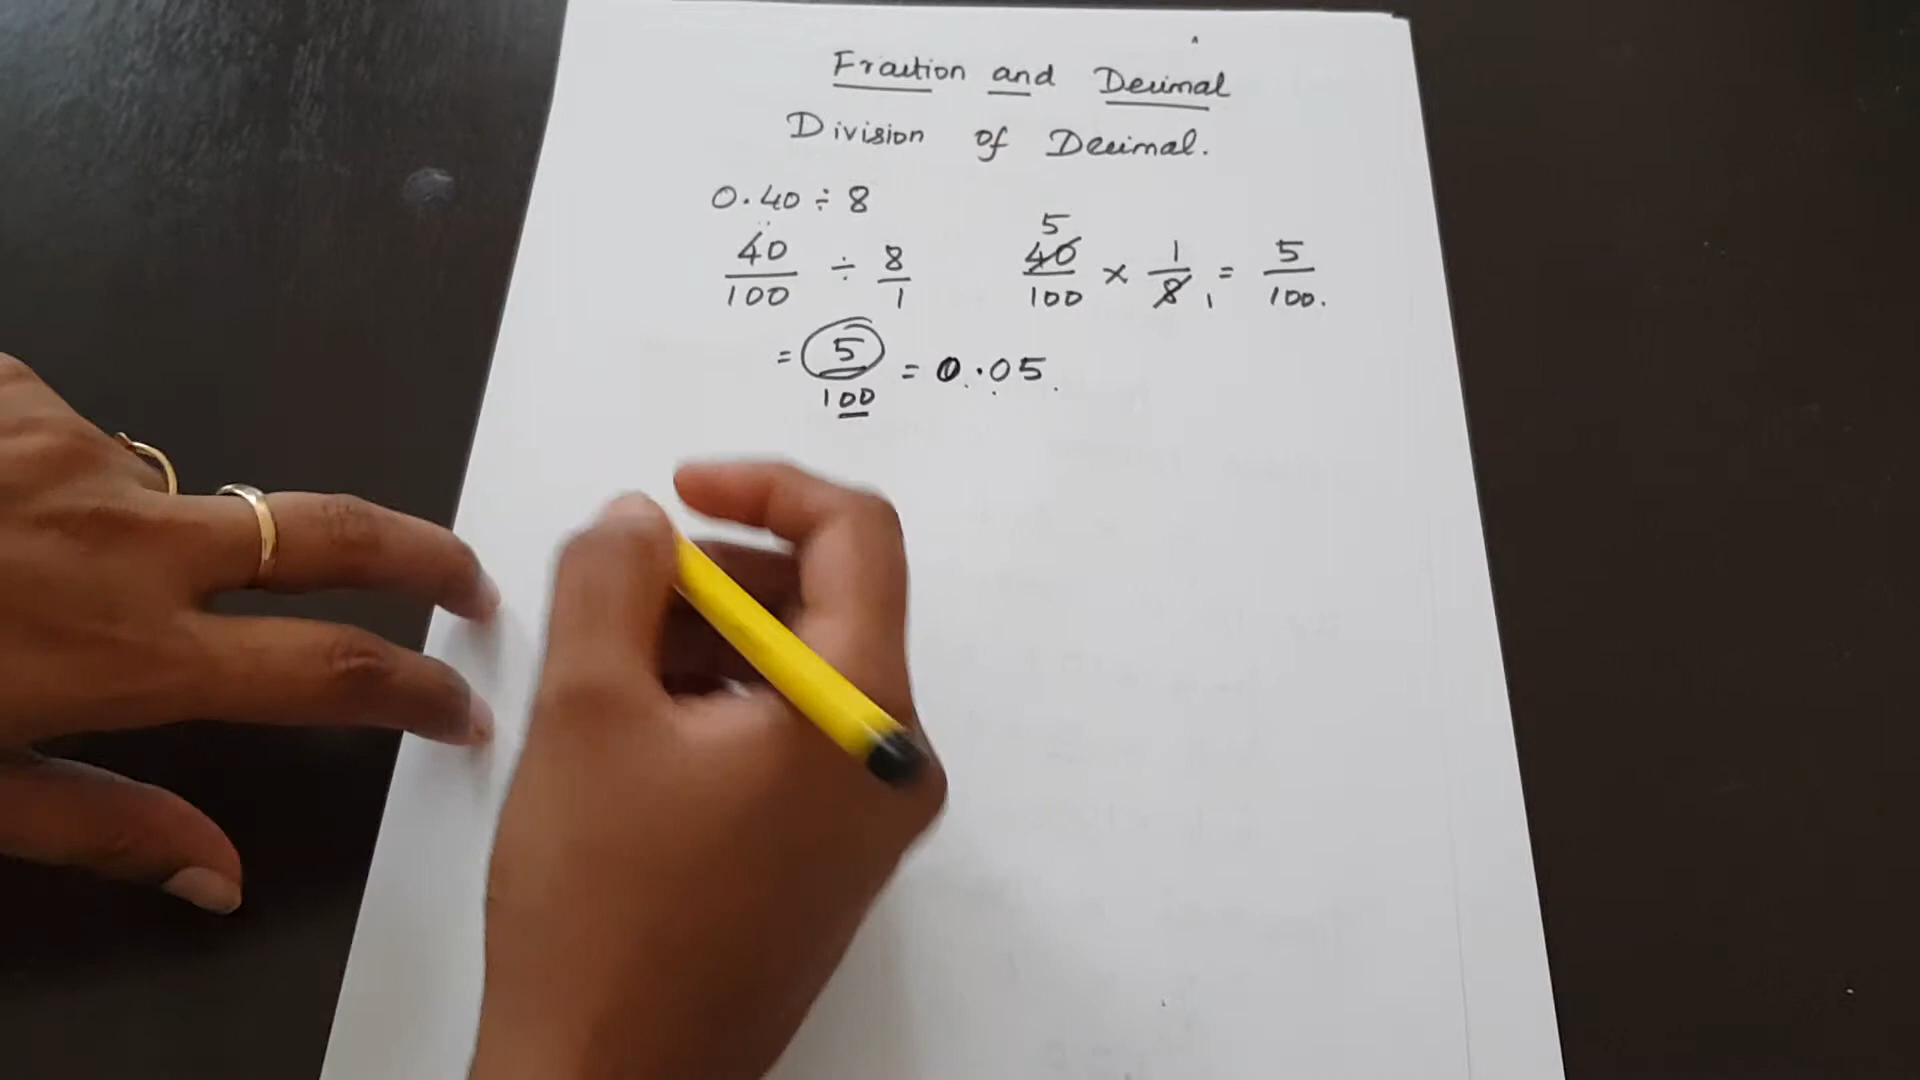 Fraction and Decimal
Division of Decimal.
0.40 ÷ 8
40/100 ÷ 8/1 5 40/100 × 1/8 1 = 5/100.
= 5/100 = 0.05.